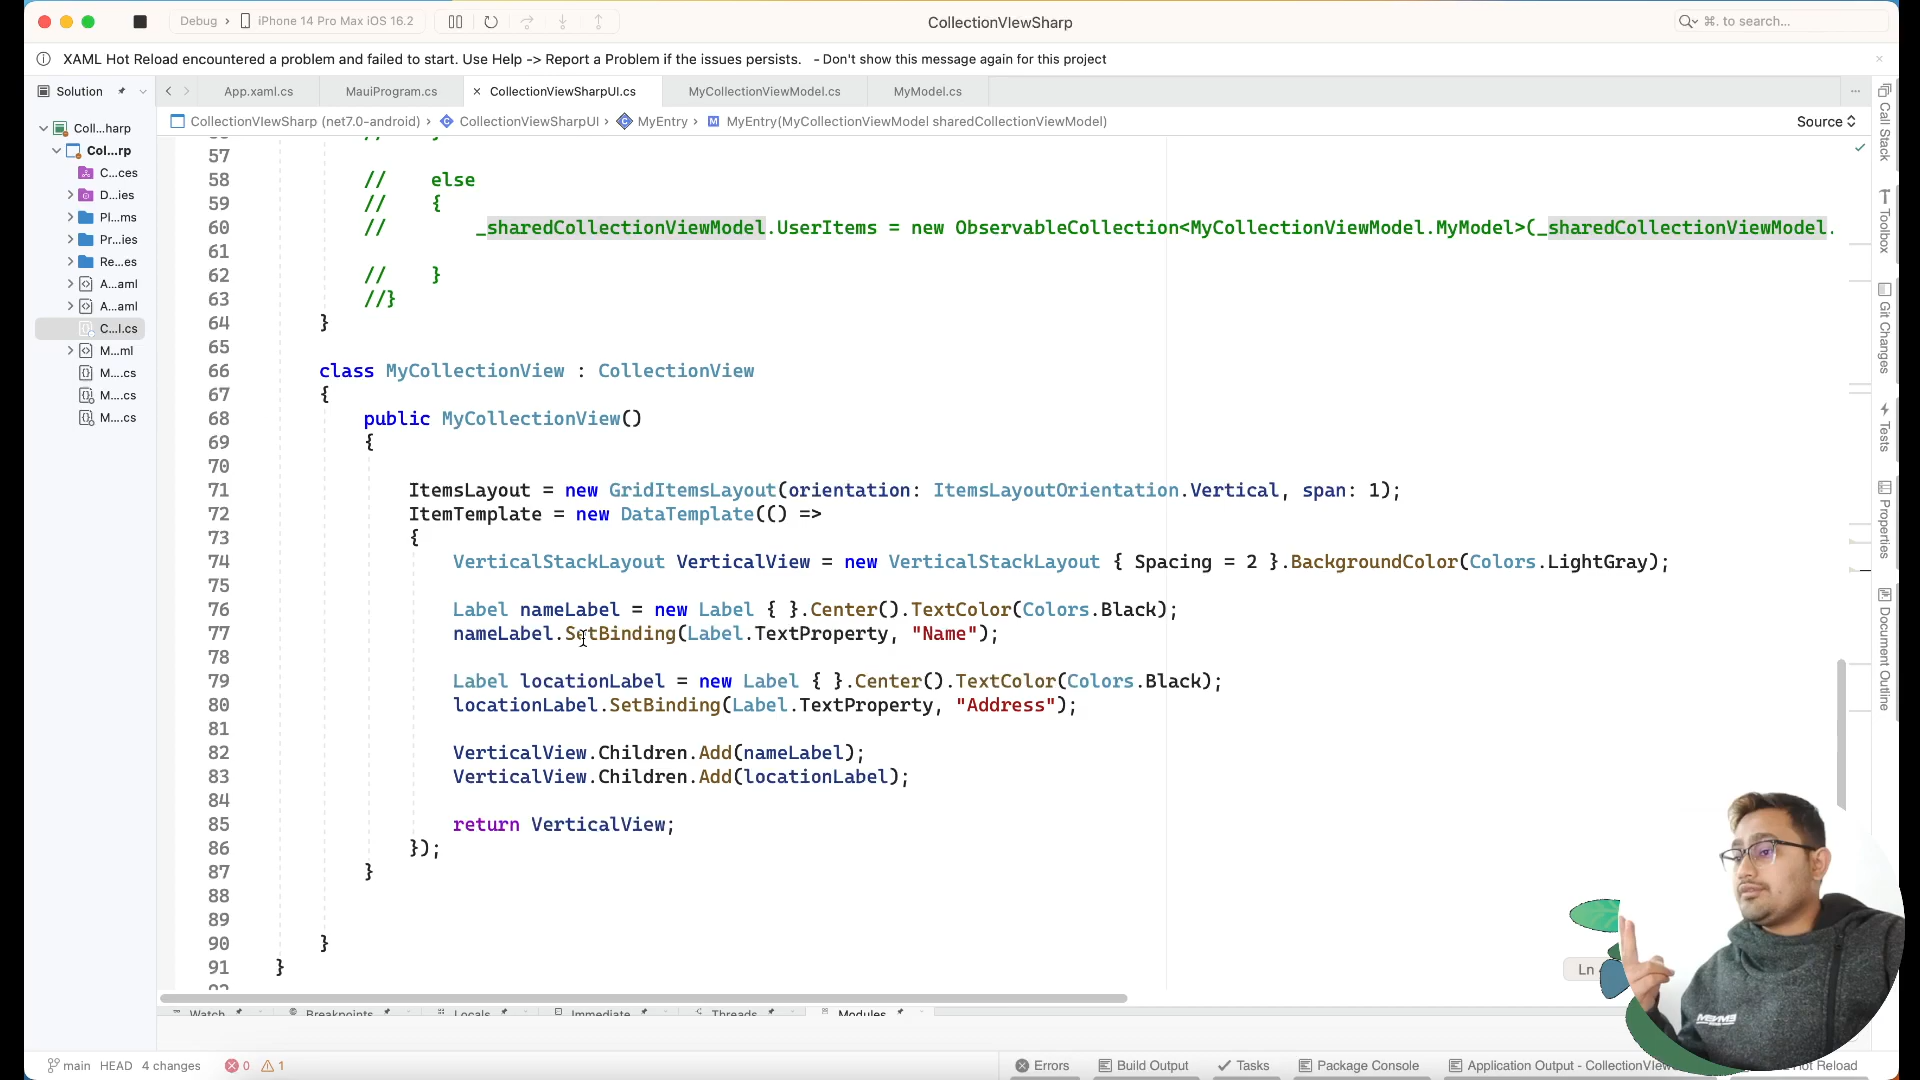 Debug › iPhone 14 Pro Max iOS 16.2
CollectionVIewSharp
⌘. to search...
XAML Hot Reload encountered a problem and failed to start. Use Help -> Report a Problem if the issues persists. - Don't show this message again for this project
Solution
App.xaml.cs
MauiProgram.cs
CollectionViewSharpUI.cs
MyCollectionViewModel.cs
MyModel.cs
CollectionVIewSharp (net7.0-android) › CollectionViewSharpUI › MyEntry › MyEntry(MyCollectionViewModel sharedCollectionViewModel)
Source
Coll...harp
Col...rp
C...ces
D...ies
Pl...ms
Pr...ies
Re...es
A...aml
A...aml
C...I.cs
M...ml
M....cs
M....cs
M....cs
57
58 // else
59 // {
60 // _sharedCollectionViewModel.UserItems = new ObservableCollection<MyCollectionViewModel.MyModel>(_sharedCollectionViewModel.
61
62 // }
63 //}
64 }
65
66 class MyCollectionView : CollectionView
67 {
68 public MyCollectionView()
69 {
70
71 ItemsLayout = new GridItemsLayout(orientation: ItemsLayoutOrientation.Vertical, span: 1);
72 ItemTemplate = new DataTemplate(() =>
73 {
74 VerticalStackLayout VerticalView = new VerticalStackLayout { Spacing = 2 }.BackgroundColor(Colors.LightGray);
75
76 Label nameLabel = new Label { }.Center().TextColor(Colors.Black);
77 nameLabel.SetBinding(Label.TextProperty, "Name");
78
79 Label locationLabel = new Label { }.Center().TextColor(Colors.Black);
80 locationLabel.SetBinding(Label.TextProperty, "Address");
81
82 VerticalView.Children.Add(nameLabel);
83 VerticalView.Children.Add(locationLabel);
84
85 return VerticalView;
86 });
87 }
88
89
90 }
91 }
Call Stack
Toolbox
Git Changes
Tests
Properties
Document Outline
Ln
Watch
Breakpoints
Locals
Immediate
Threads
Modules
main HEAD 4 changes 0 1
Errors
Build Output
Tasks
Package Console
Application Output - CollectionVIew
Hot Reload